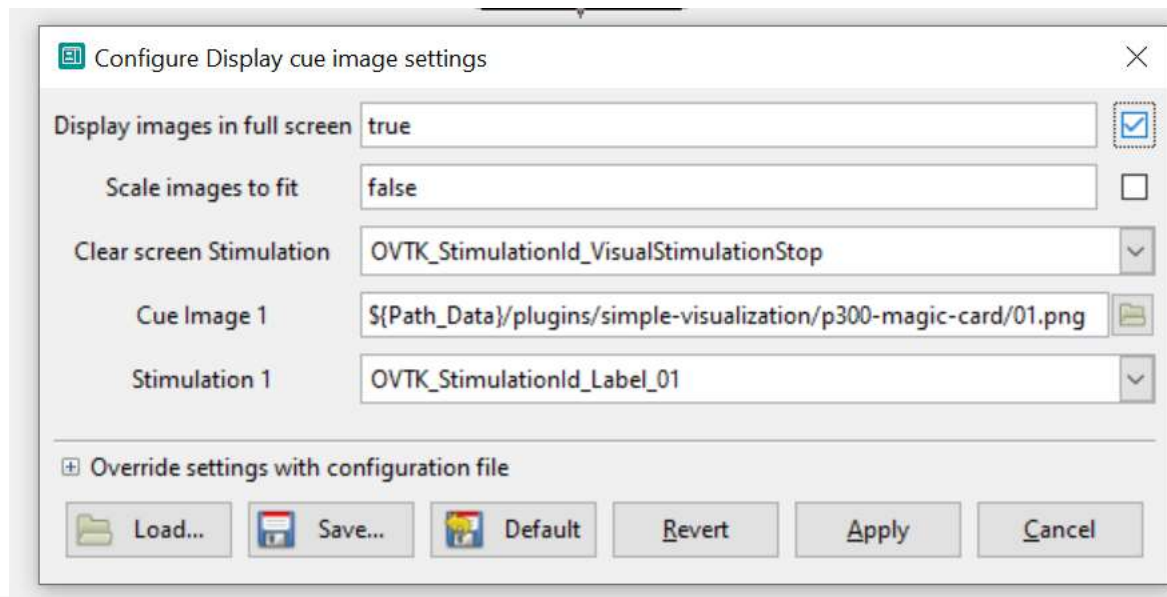 Configure Display cue image settings
Display images in full screen true
Scale images to fit false
Clear screen Stimulation OVTK_StimulationId_VisualStimulationStop
Cue Image 1 ${Path_Data}/plugins/simple-visualization/p300-magic-card/01.png
Stimulation 1 OVTK_StimulationId_Label_01
Override settings with configuration file
Load... Save... Default Revert Apply Cancel